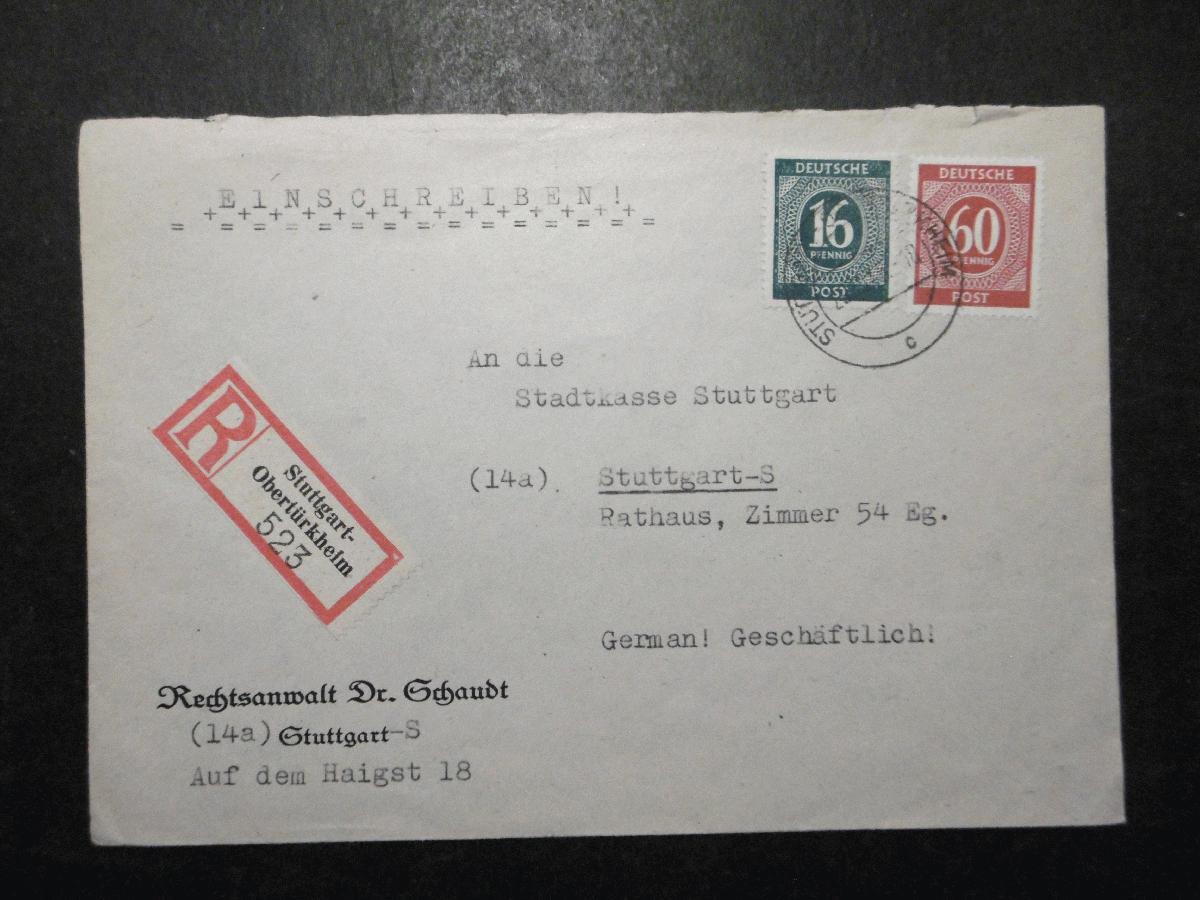 E1NSCHREIBEN!
= +=+=+=+=+=+=+=+=+=+=+=+=+ =
DEUTSCHE
16
PFENNIG
POST
DEUTSCHE
60
PFENNIG
POST
c
An die
Stadtkasse Stuttgart
(14a). Stuttgart-S
Rathaus, Zimmer 54 Eg.
R
Stuttgart-
Obertürkheim
523
German! Geschäftlich!
Rechtsanwalt Dr. Schaudt
(14a) Stuttgart-S
Auf dem Haigst 18